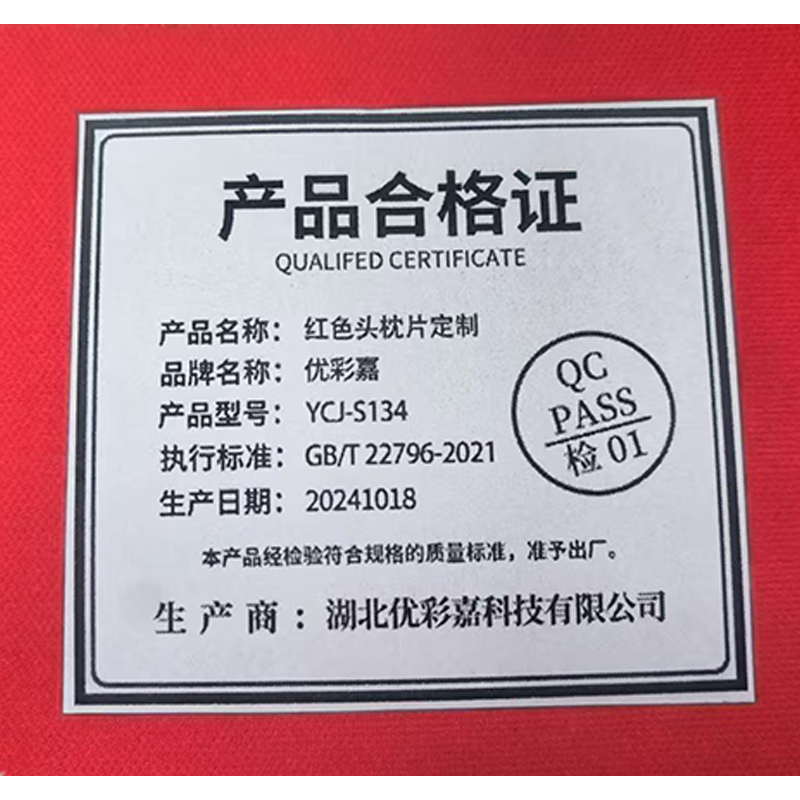 产品合格证
QUALIFED CERTIFICATE
产品名称：红色头枕片定制
品牌名称：优彩嘉
产品型号：YCJ-S134
执行标准：GB/T 22796-2021
生产日期：20241018
QC
PASS
检 01
本产品经检验符合规格的质量标准，准予出厂。
生产商：湖北优彩嘉科技有限公司